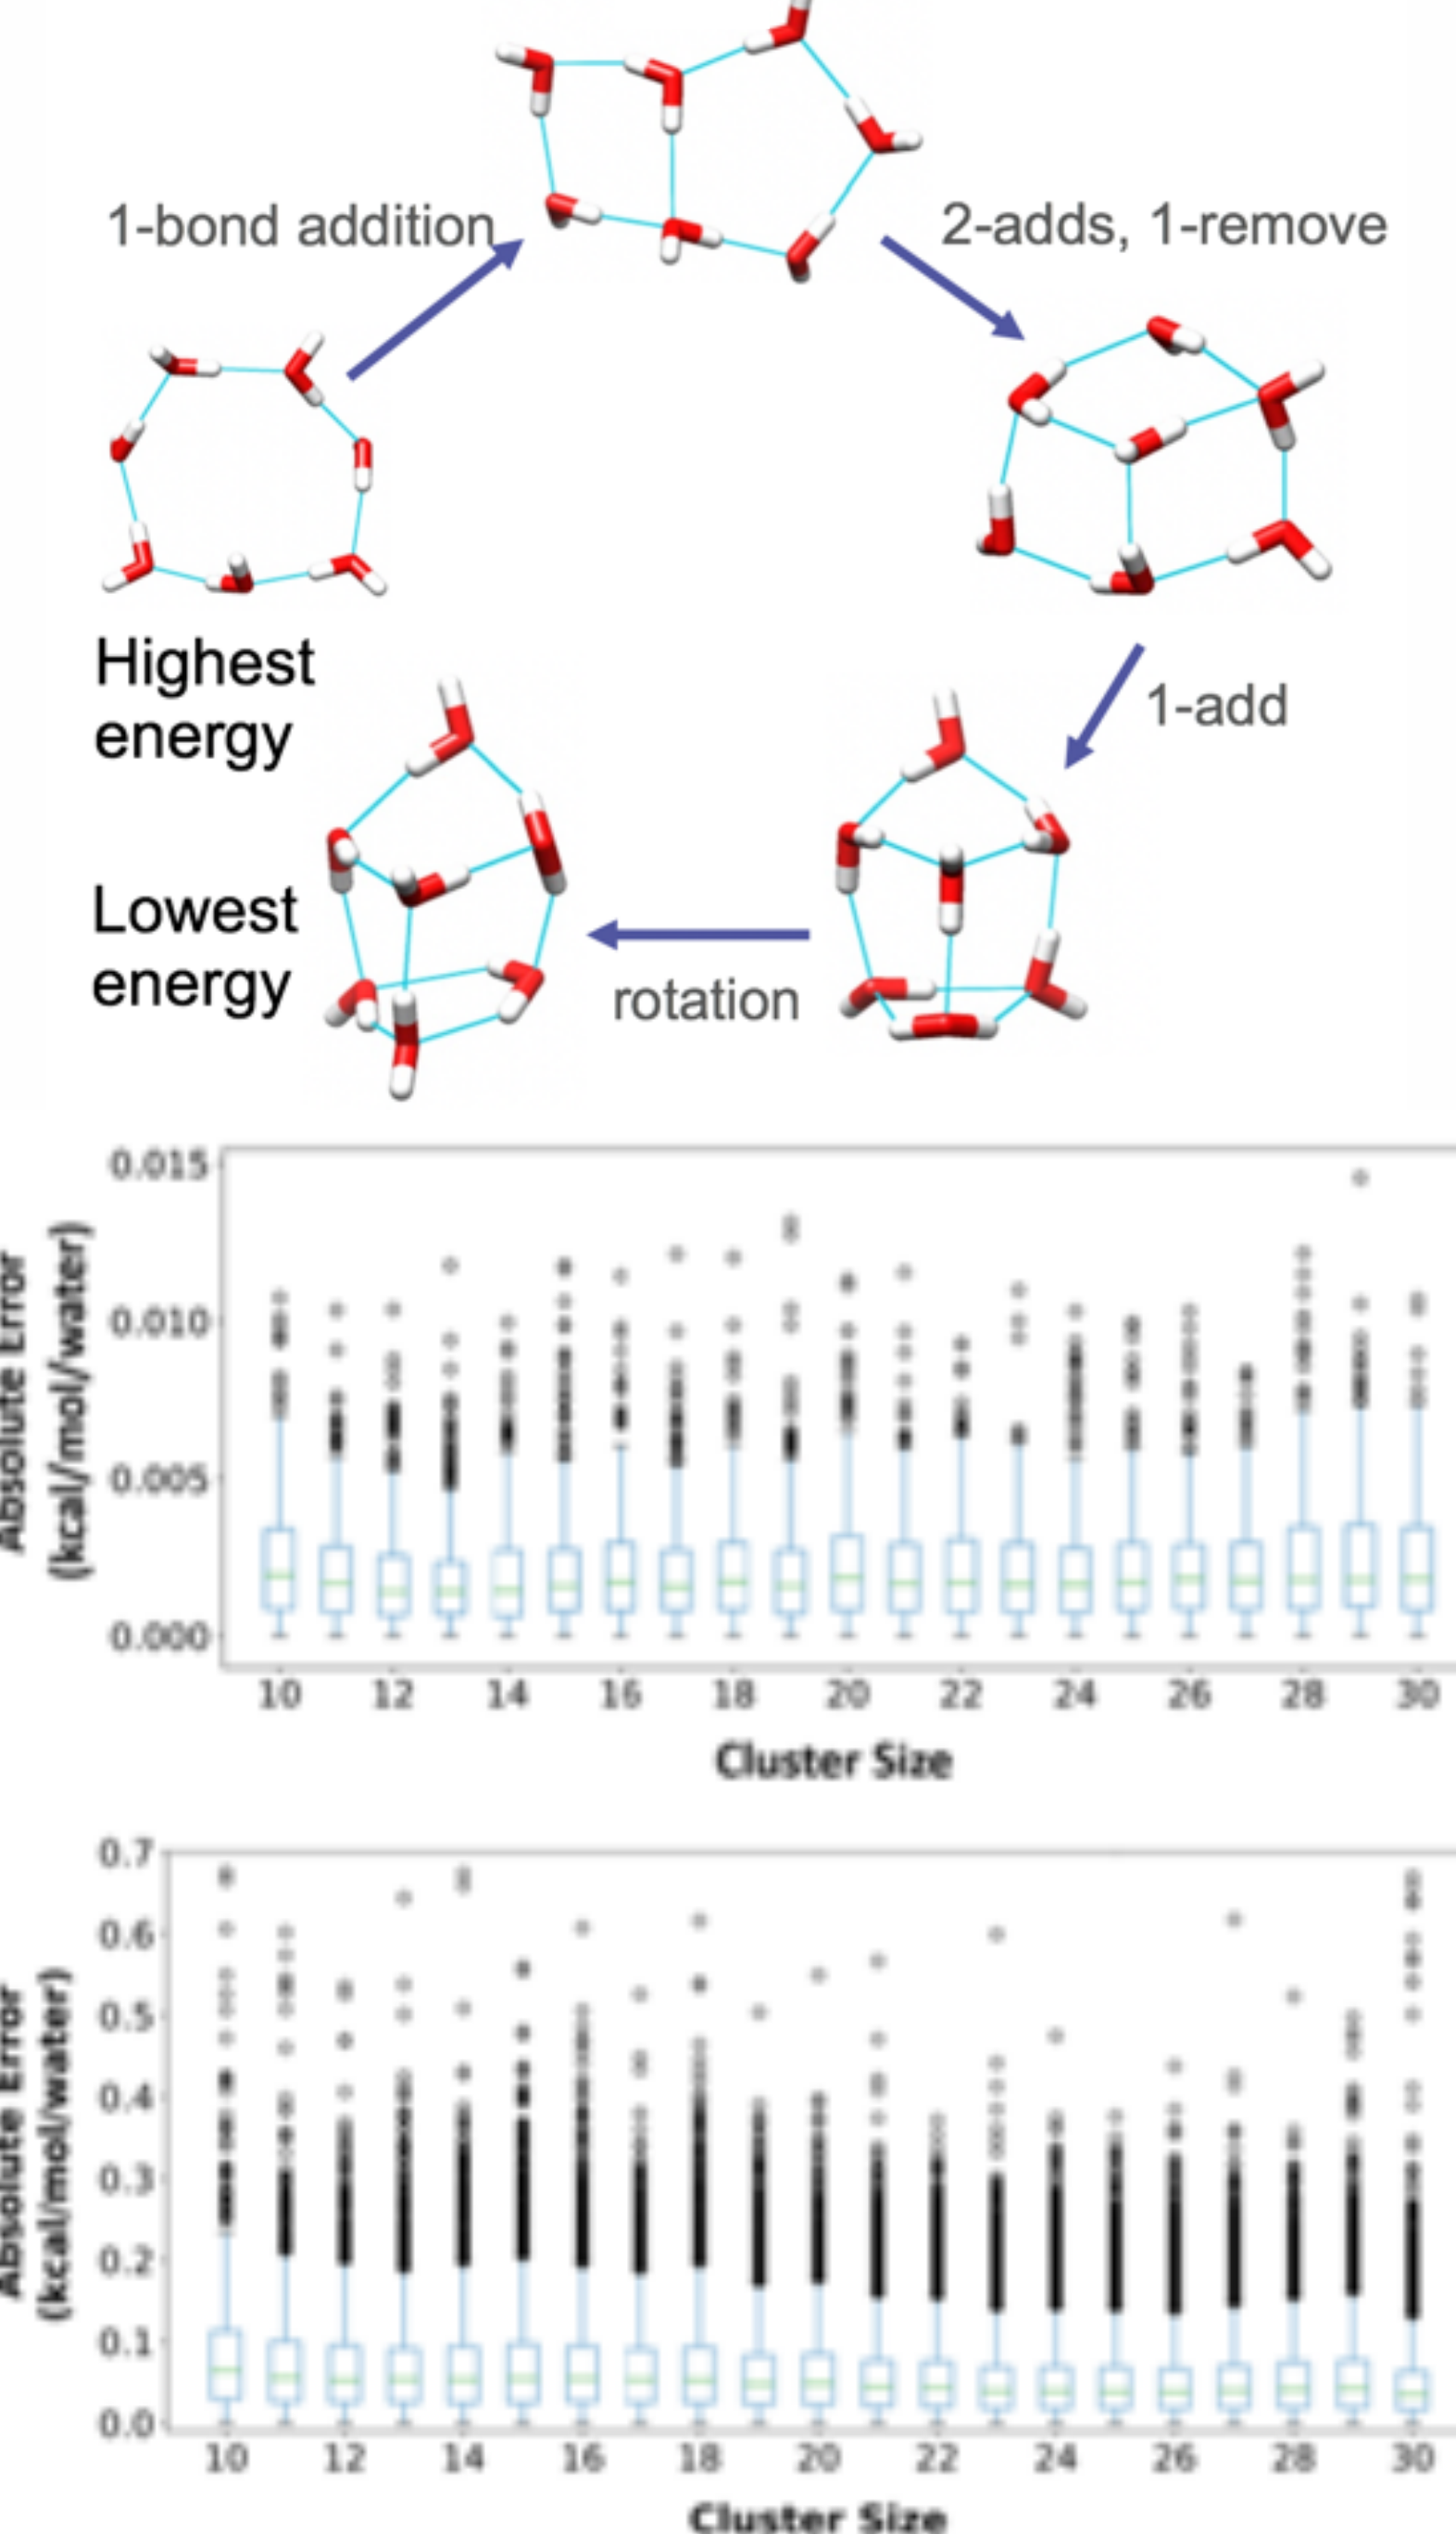 1-bond addition
2-adds, 1-remove
Highest
energy
1-add
Lowest
energy
rotation
Absolute Error
(kcal/mol/water)
0.015
0.010
0.005
0.000
10 12 14 16 18 20 22 24 26 28 30
Cluster Size
Absolute Error
(kcal/mol/water)
0.7
0.6
0.5
0.4
0.3
0.2
0.1
0.0
10 12 14 16 18 20 22 24 26 28 30
Cluster Size